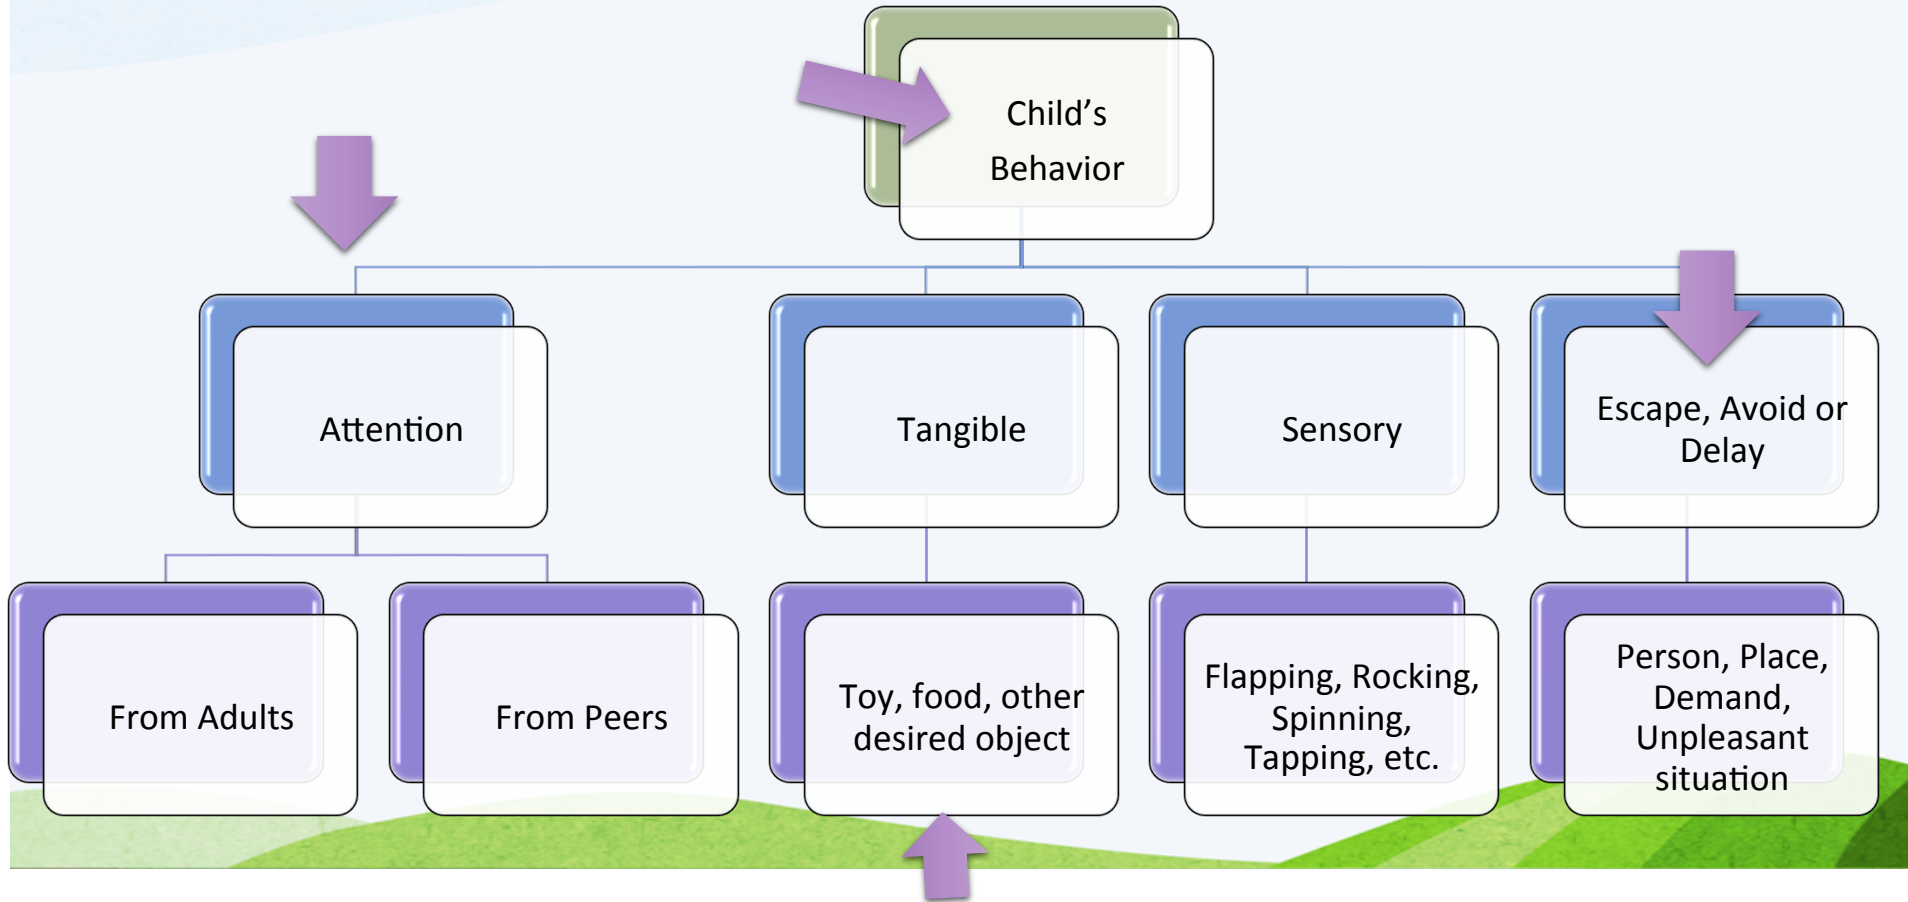 Child’s
Behavior
Attention
Tangible
Sensory
Escape, Avoid or
Delay
From Adults
From Peers
Toy, food, other
desired object
Flapping, Rocking,
Spinning,
Tapping, etc.
Person, Place,
Demand,
Unpleasant
situation